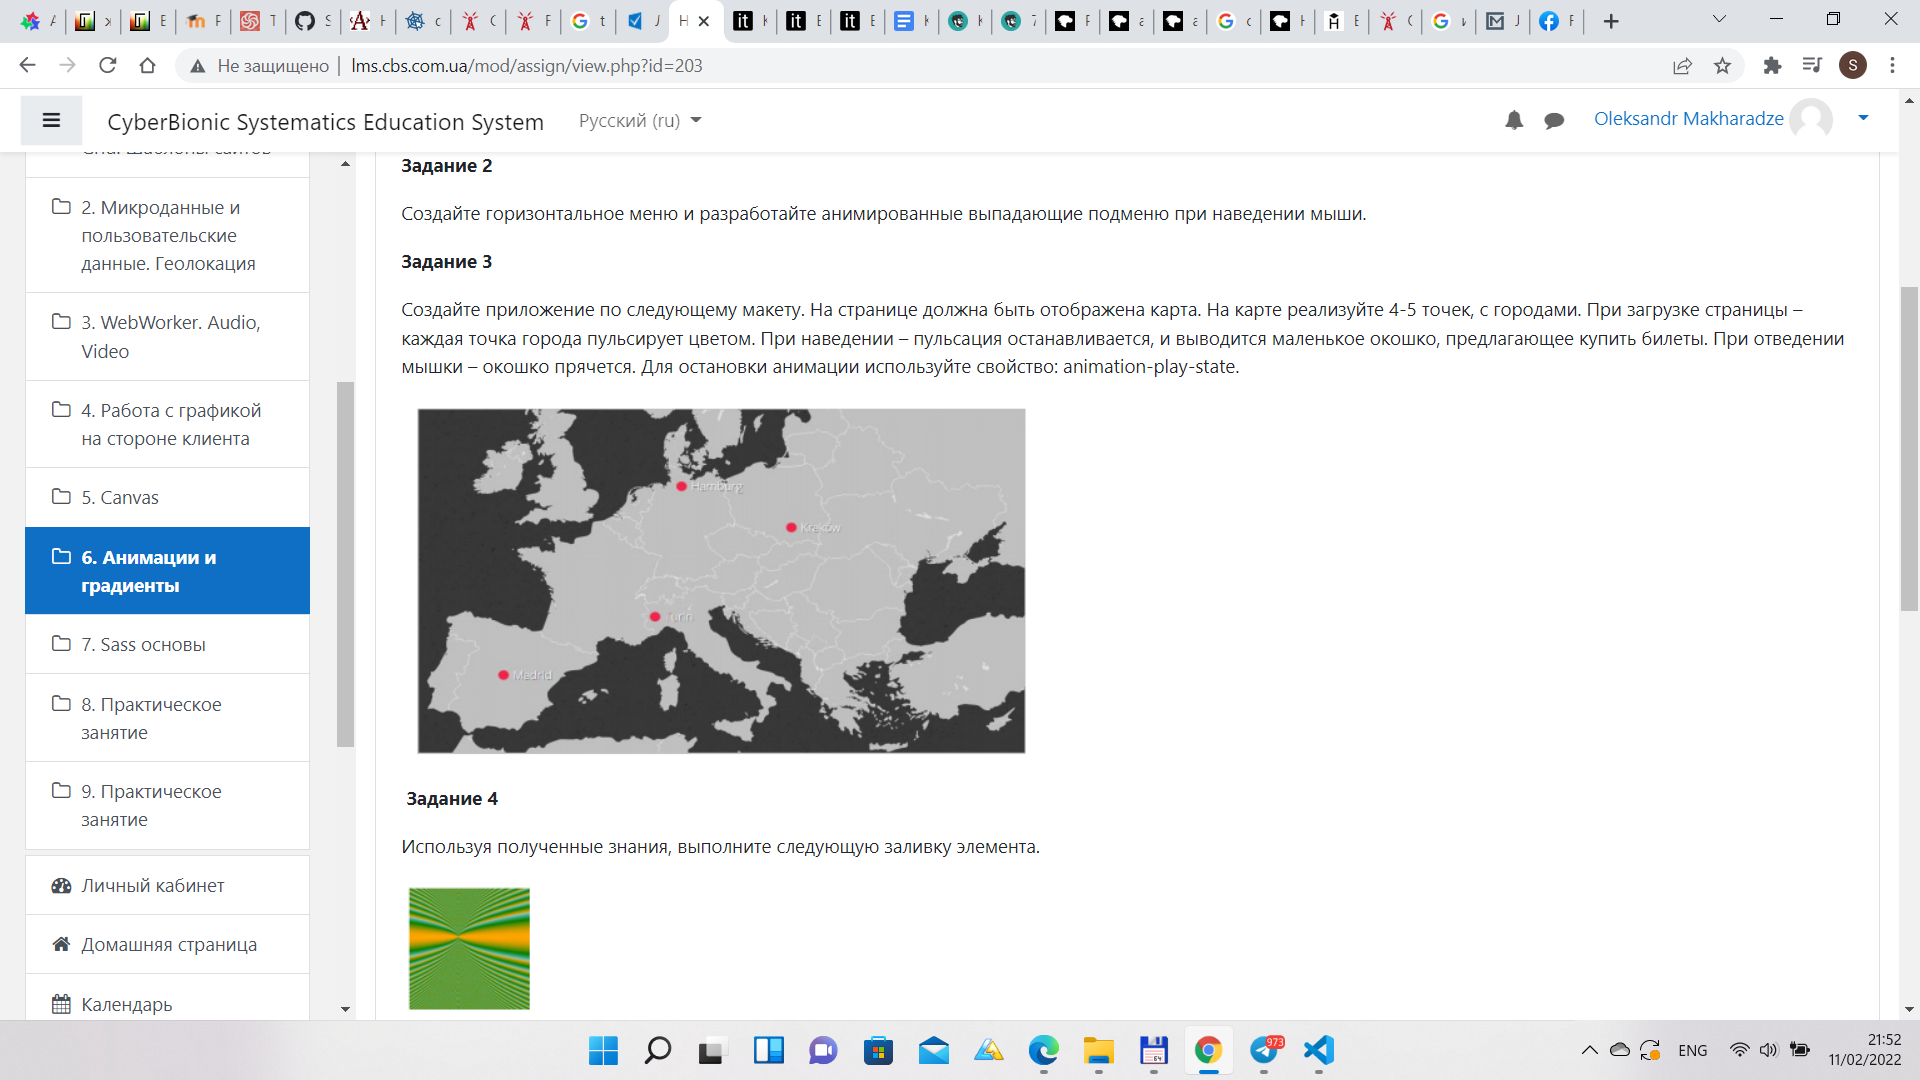 Не защищено
lms.cbs.com.ua/mod/assign/view.php?id=203
S
CyberBionic Systematics Education System
Русский (ru)
Oleksandr Makharadze
2. Микроданные и
пользовательские
данные. Геолокация
3. WebWorker. Audio,
Video
4. Работа с графикой
на стороне клиента
5. Canvas
6. Анимации и
градиенты
7. Sass основы
8. Практическое
занятие
9. Практическое
занятие
Личный кабинет
Домашняя страница
Календарь
Задание 2
Создайте горизонтальное меню и разработайте анимированные выпадающие подменю при наведении мыши.
Задание 3
Создайте приложение по следующему макету. На странице должна быть отображена карта. На карте реализуйте 4-5 точек, с городами. При загрузке страницы –
каждая точка города пульсирует цветом. При наведении – пульсация останавливается, и выводится маленькое окошко, предлагающее купить билеты. При отведении
мышки – окошко прячется. Для остановки анимации используйте свойство: animation-play-state.
Hamburg
Krakow
Turin
Madrid
Задание 4
Используя полученные знания, выполните следующую заливку элемента.
973
ENG
21:52
11/02/2022